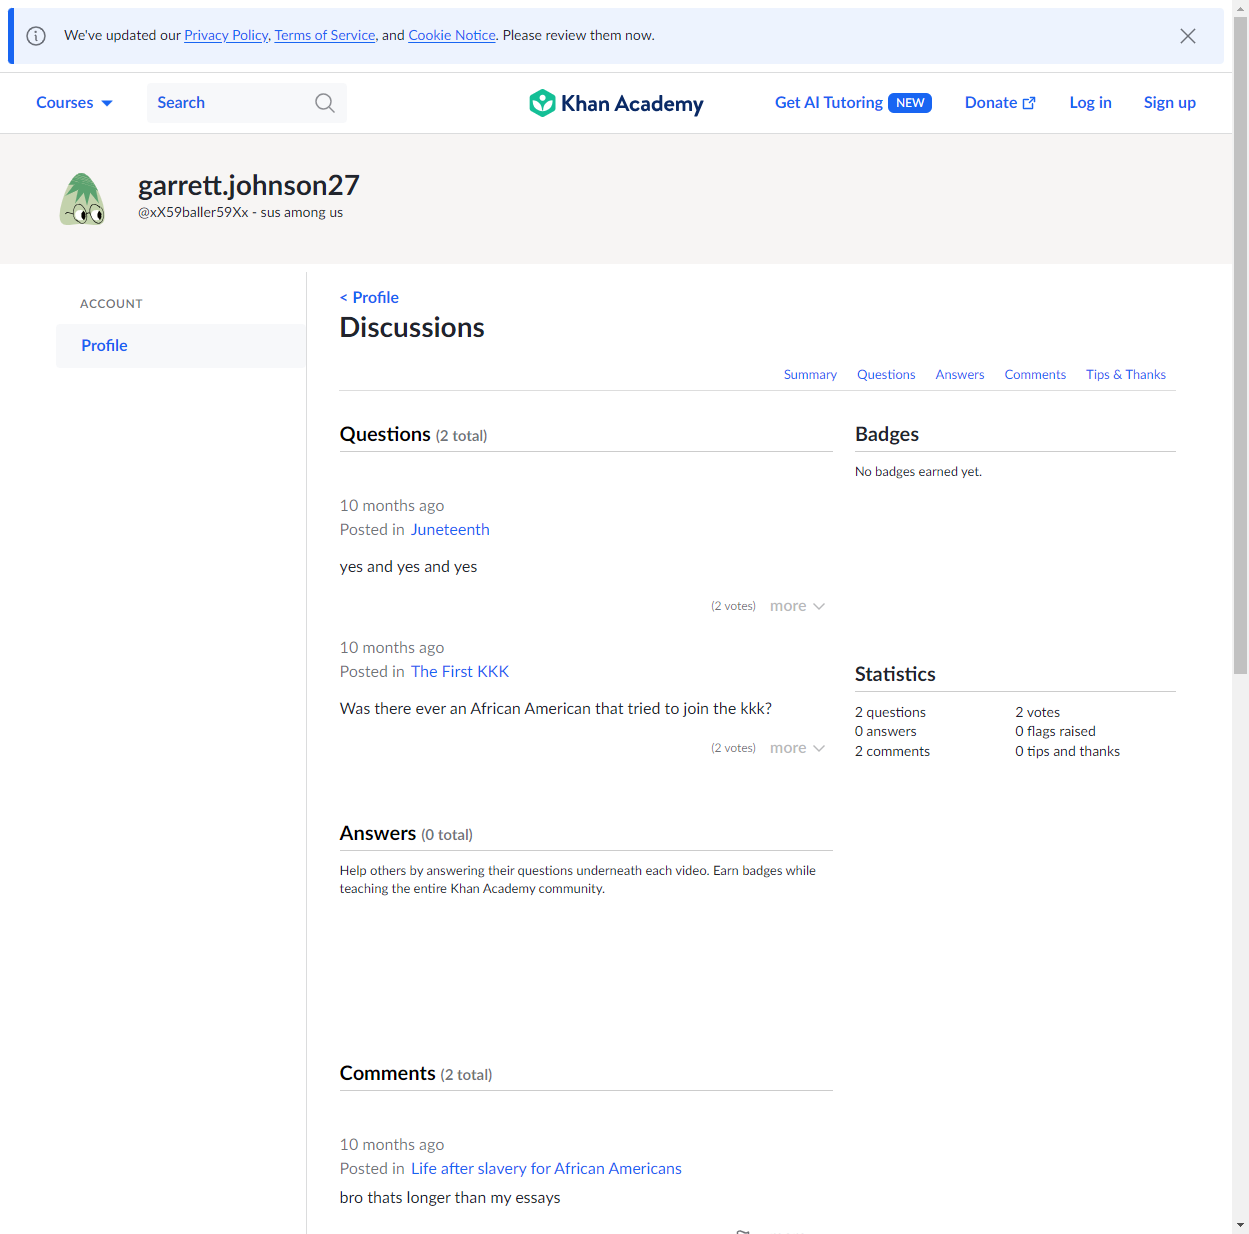 We've updated our Privacy Policy, Terms of Service, and Cookie Notice. Please review them now.
Courses
Search
Khan Academy
Get AI Tutoring NEW
Donate
Log in
Sign up
garrett.johnson27
@xX59baller59Xx - sus among us
ACCOUNT
Profile
< Profile
Discussions
Summary Questions Answers Comments Tips & Thanks
Questions (2 total)
10 months ago
Posted in Juneteenth
yes and yes and yes
(2 votes) more
10 months ago
Posted in The First KKK
Was there ever an African American that tried to join the kkk?
(2 votes) more
Answers (0 total)
Help others by answering their questions underneath each video. Earn badges while
teaching the entire Khan Academy community.
Comments (2 total)
10 months ago
Posted in Life after slavery for African Americans
bro thats longer than my essays
Badges
No badges earned yet.
Statistics
2 questions
0 answers
2 comments
2 votes
0 flags raised
0 tips and thanks